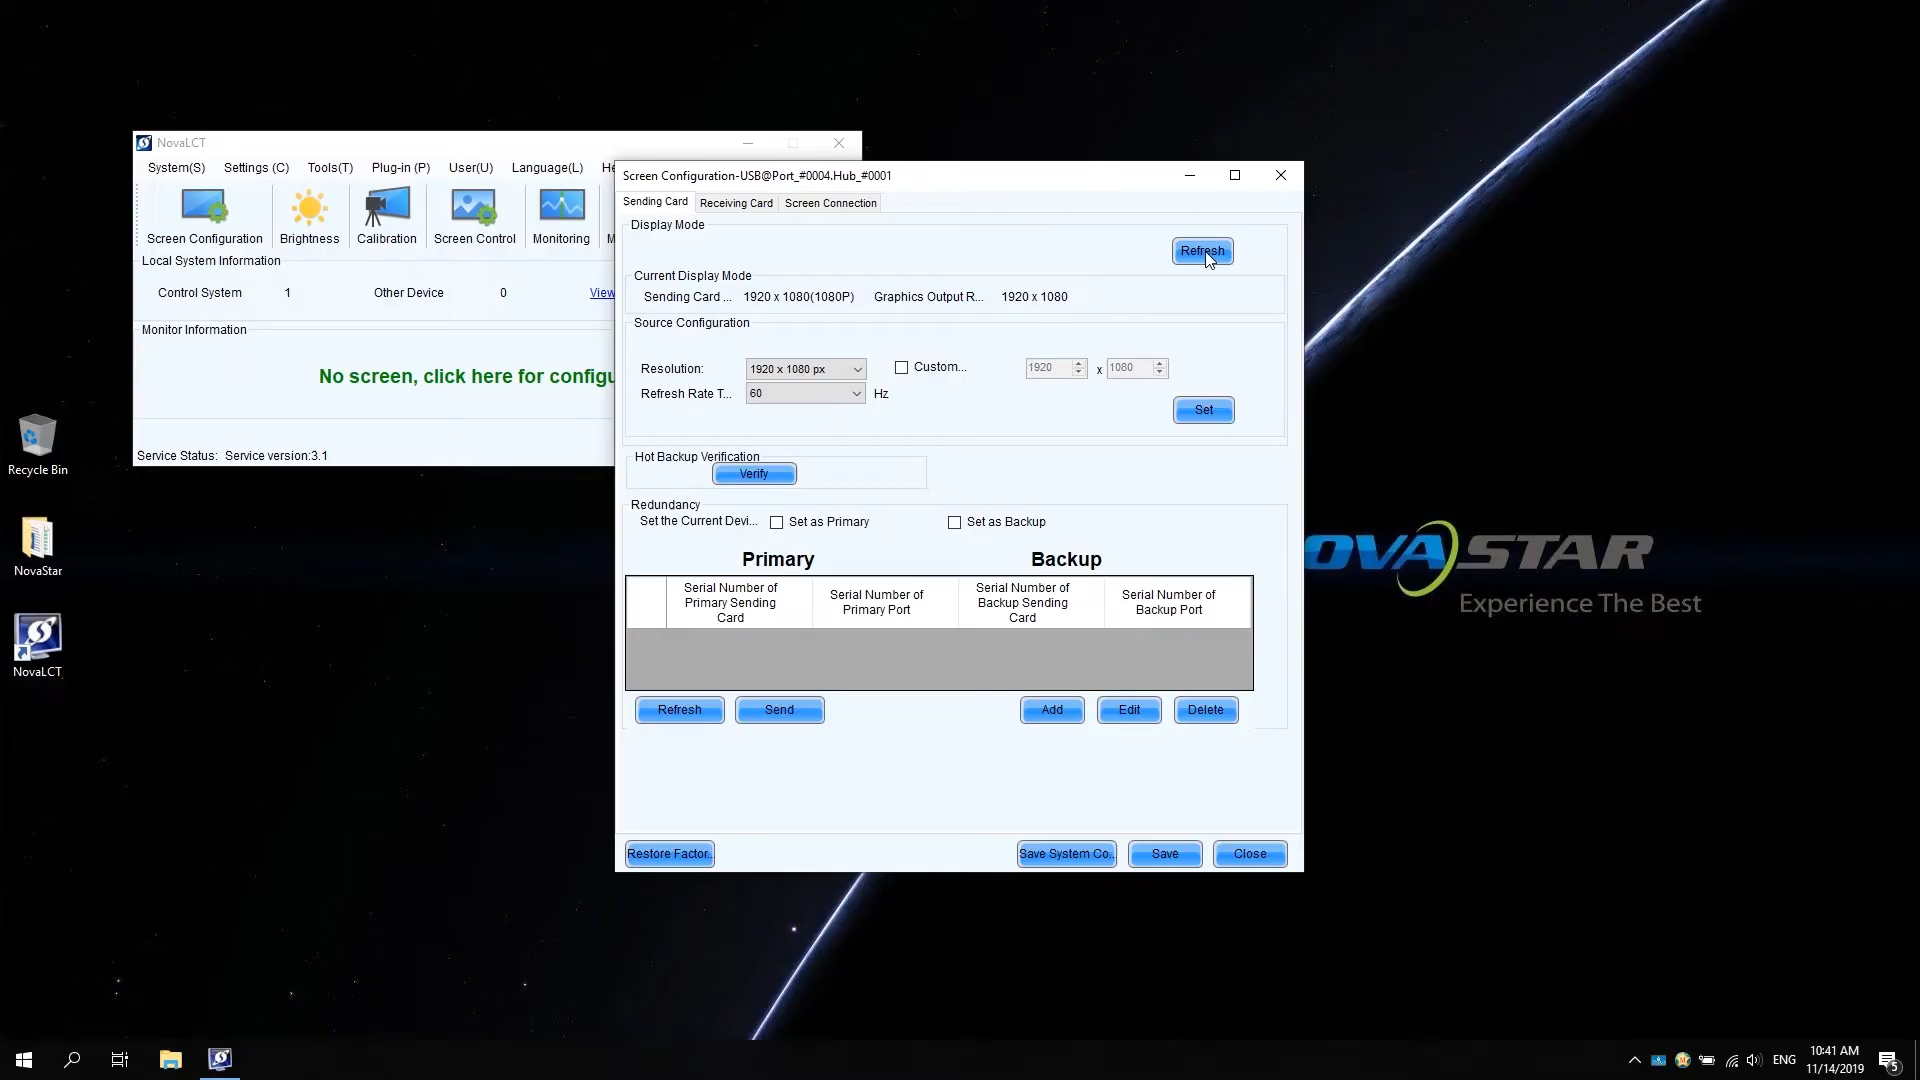 NovaLCT
System(S) Settings (C) Tools(T) Plug-in (P) User(U) Language(L) He
Screen Configuration Brightness Calibration Screen Control Monitoring M
Local System Information
Control System 1 Other Device 0 View
Monitor Information
No screen, click here for configu
Service Status: Service version:3.1
Screen Configuration-USB@Port_#0004.Hub_#0001
Sending Card Receiving Card Screen Connection
Display Mode
Refresh
Current Display Mode
Sending Card ... 1920 x 1080(1080P) Graphics Output R... 1920 x 1080
Source Configuration
Resolution: 1920 x 1080 px Custom... 1920 x 1080
Refresh Rate T... 60 Hz
Set
Hot Backup Verification
Verify
Redundancy
Set the Current Devi... Set as Primary Set as Backup
Primary Backup
Serial Number of
Primary Sending
Card
Serial Number of
Primary Port
Serial Number of
Backup Sending
Card
Serial Number of
Backup Port
Refresh Send Add Edit Delete
Restore Factor... Save System Co... Save Close
Recycle Bin
NovaStar
NovaLCT
OVASTAR
Experience The Best
ENG
10:41 AM
11/14/2019
5